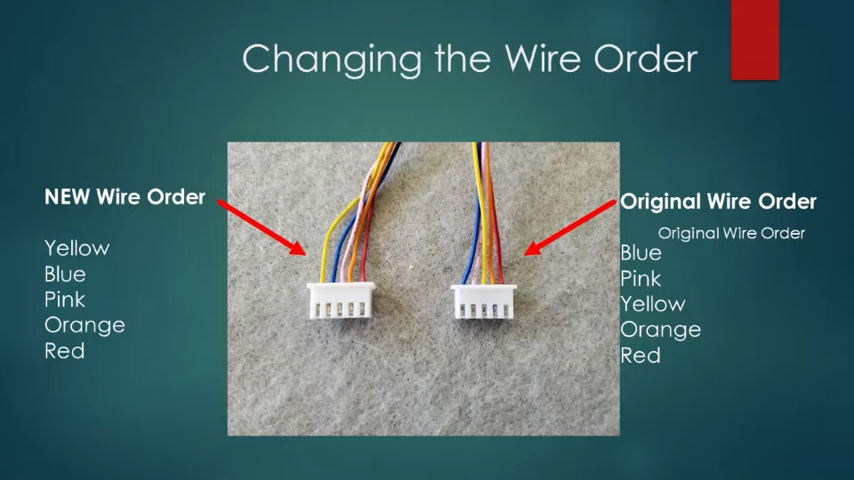 Changing the Wire Order
NEW Wire Order
Yellow
Blue
Pink
Orange
Red
Original Wire Order
Original Wire Order
Blue
Pink
Yellow
Orange
Red